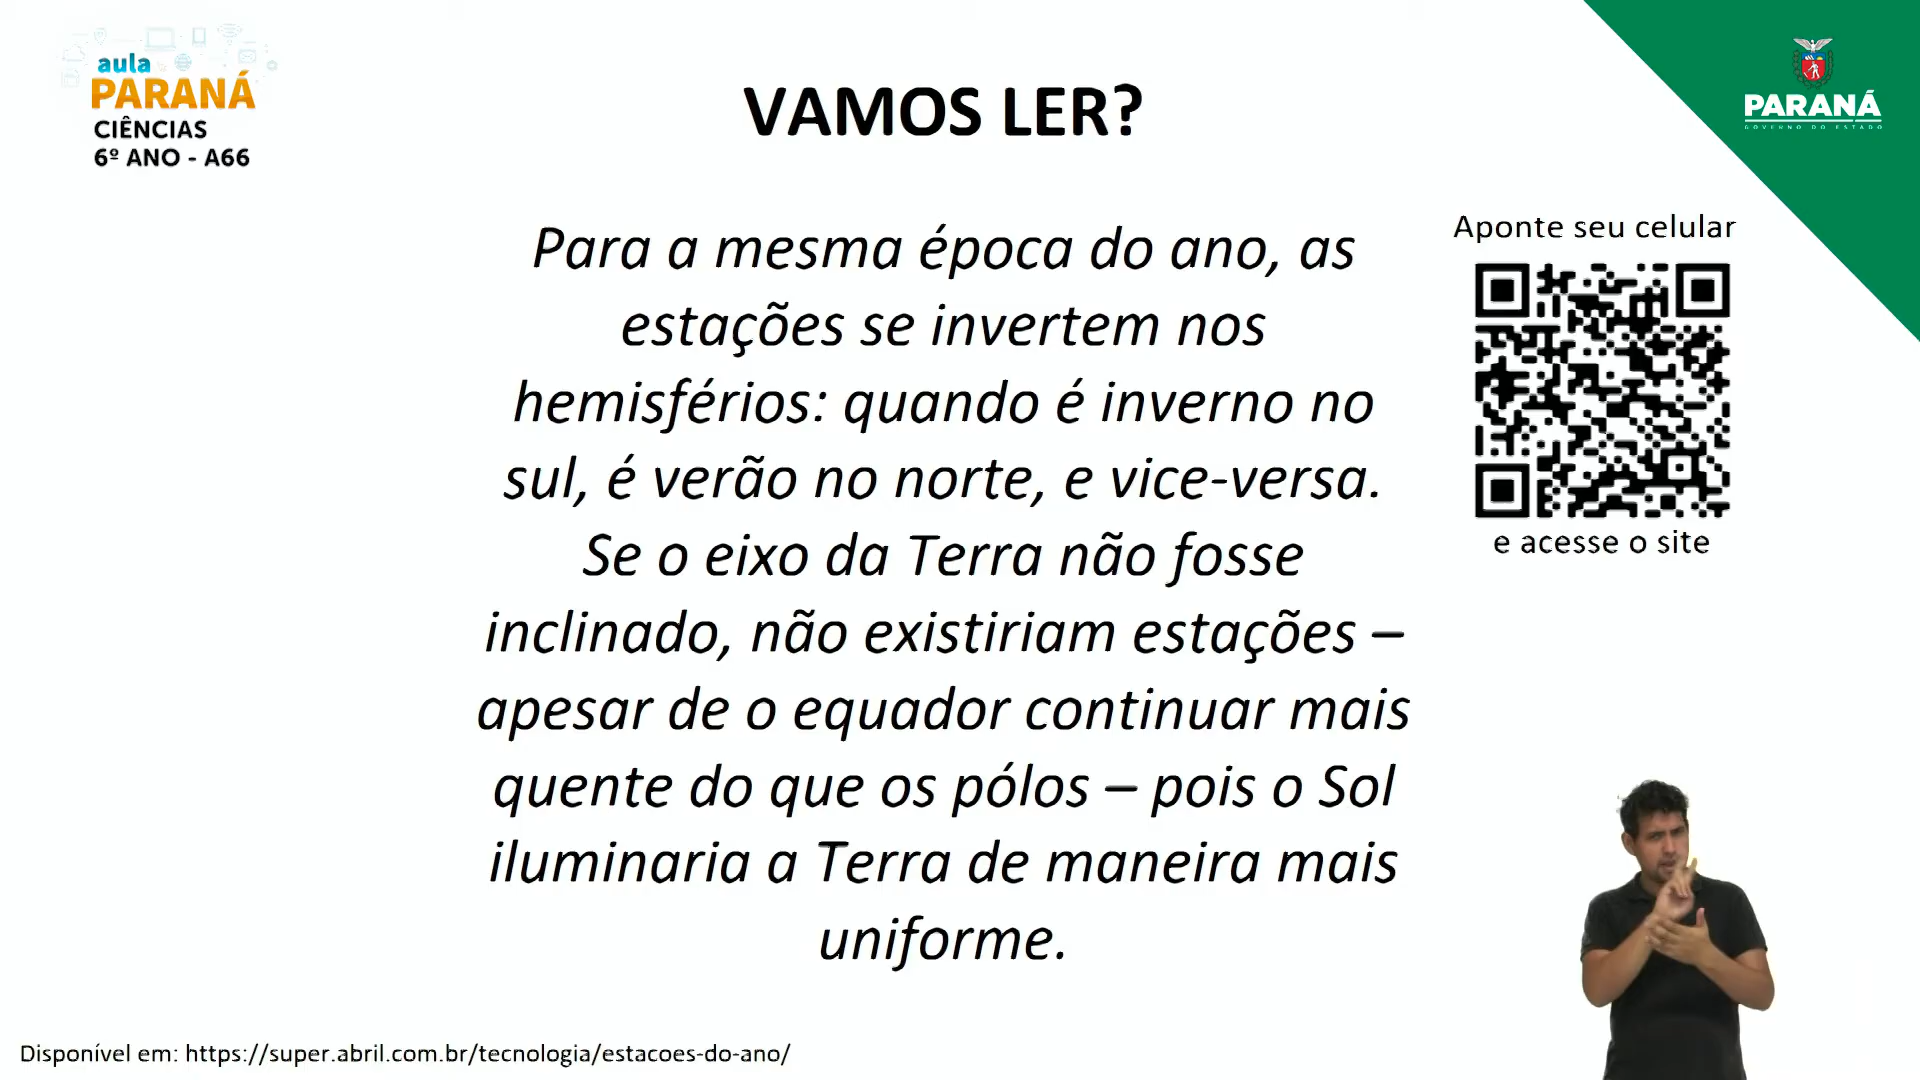 aula
PARANÁ
CIÊNCIAS
6º ANO - A66
VAMOS LER?
PARANÁ
GOVERNO DO ESTADO
Para a mesma época do ano, as
estações se invertem nos
hemisférios: quando é inverno no
sul, é verão no norte, e vice-versa.
Se o eixo da Terra não fosse
inclinado, não existiriam estações –
apesar de o equador continuar mais
quente do que os pólos – pois o Sol
iluminaria a Terra de maneira mais
uniforme.
Aponte seu celular
e acesse o site
Disponível em: https://super.abril.com.br/tecnologia/estacoes-do-ano/